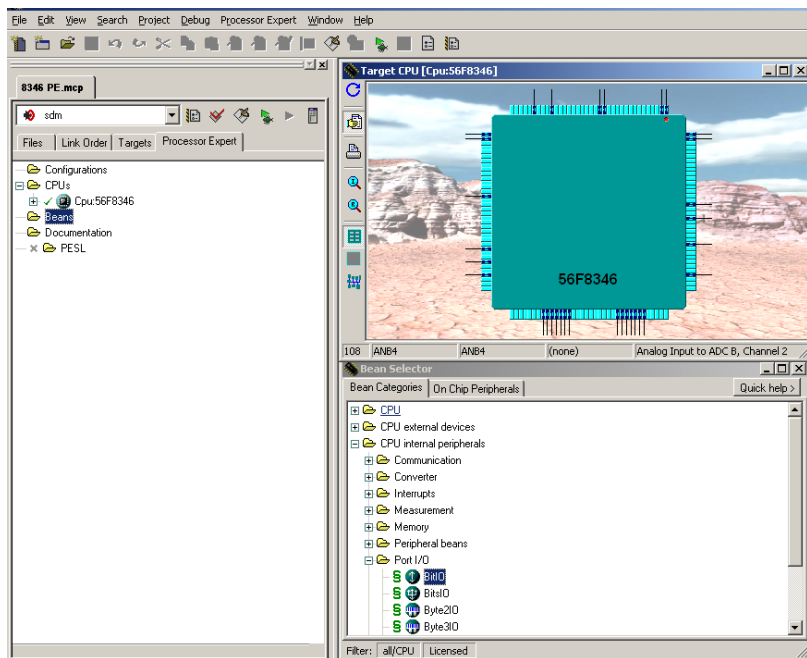 File Edit View Search Project Debug Processor Expert Window Help
8346 PE.mcp
sdm
Files Link Order Targets Processor Expert
Configurations
CPUs
Cpu:56F8346
Beans
Documentation
PESL
Target CPU [Cpu:56F8346]
56F8346
108 ANB4 ANB4 (none) Analog Input to ADC B, Channel 2
Bean Selector
Bean Categories On Chip Peripherals Quick help >
CPU
CPU external devices
CPU internal peripherals
Communication
Converter
Interrupts
Measurement
Memory
Peripheral beans
Port I/O
BitIO
BitsIO
Byte2IO
Byte3IO
Filter: all/CPU Licensed